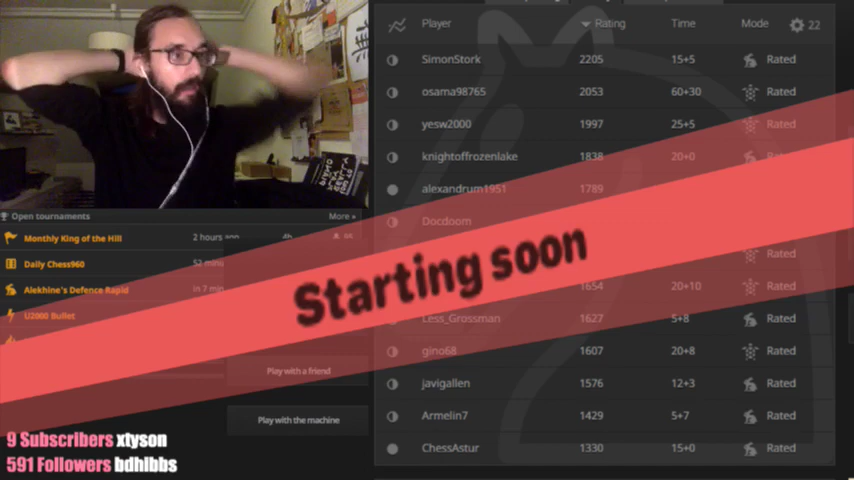 Player Rating Time Mode 22
SimonStork 2205 15+5 Rated
osama98765 2053 60+30 Rated
yesw2000 1997 25+5 Rated
knightoffrozenlake 1838 20+0 Rated
alexandrum1951 1789
Docdoom
Rated
1654 20+10 Rated
Less_Grossman 1627 5+8 Rated
gino68 1607 20+8 Rated
javigallen 1576 12+3 Rated
Armelin7 1429 5+7 Rated
ChessAstur 1330 15+0 Rated
Open tournaments More »
Monthly King of the Hill 2 hours ago 4h
Daily Chess960 52 mins
Alekhine's Defence Rapid in 7 min
U2000 Bullet
Starting soon
Play with a friend
Play with the machine
9 Subscribers xtyson
591 Followers bdhlbbs